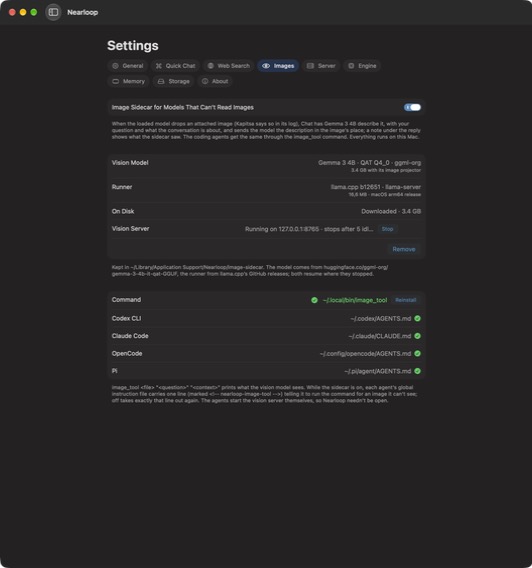 Nearloop
Settings
General
Quick Chat
Web Search
Images
Server
Engine
Memory
Storage
About
Image Sidecar for Models That Can't Read Images
When the loaded model drops an attached image (Kapitsa says so in its log), Chat has Gemma 3 4B describe it, with your
question and what the conversation is about, and sends the model the description in the image's place; a note under the reply
shows what the sidecar saw. The coding agents get the same through the image_tool command. Everything runs on this Mac.
Vision Model
Gemma 3 4B · QAT Q4_0 · ggml-org
3.4 GB with its image projector
Runner
llama.cpp b12651 · llama-server
16,6 MB · macOS arm64 release
On Disk
Downloaded · 3.4 GB
Vision Server
Running on 127.0.0.1:8765 · stops after 5 idl...
Stop
Remove
Kept in ~/Library/Application Support/Nearloop/image-sidecar. The model comes from huggingface.co/ggml-org/
gemma-3-4b-it-qat-GGUF, the runner from llama.cpp's GitHub releases; both resume where they stopped.
Command
~/.local/bin/image_tool
Reinstall
Codex CLI
~/.codex/AGENTS.md
Claude Code
~/.claude/CLAUDE.md
OpenCode
~/.config/opencode/AGENTS.md
Pi
~/.pi/agent/AGENTS.md
image_tool <file> "<question>" "<context>" prints what the vision model sees. While the sidecar is on, each agent's global
instruction file carries one line (marked <!-- nearloop-image-tool -->) telling it to run the command for an image it can't see;
off takes exactly that line out again. The agents start the vision server themselves, so Nearloop needn't be open.